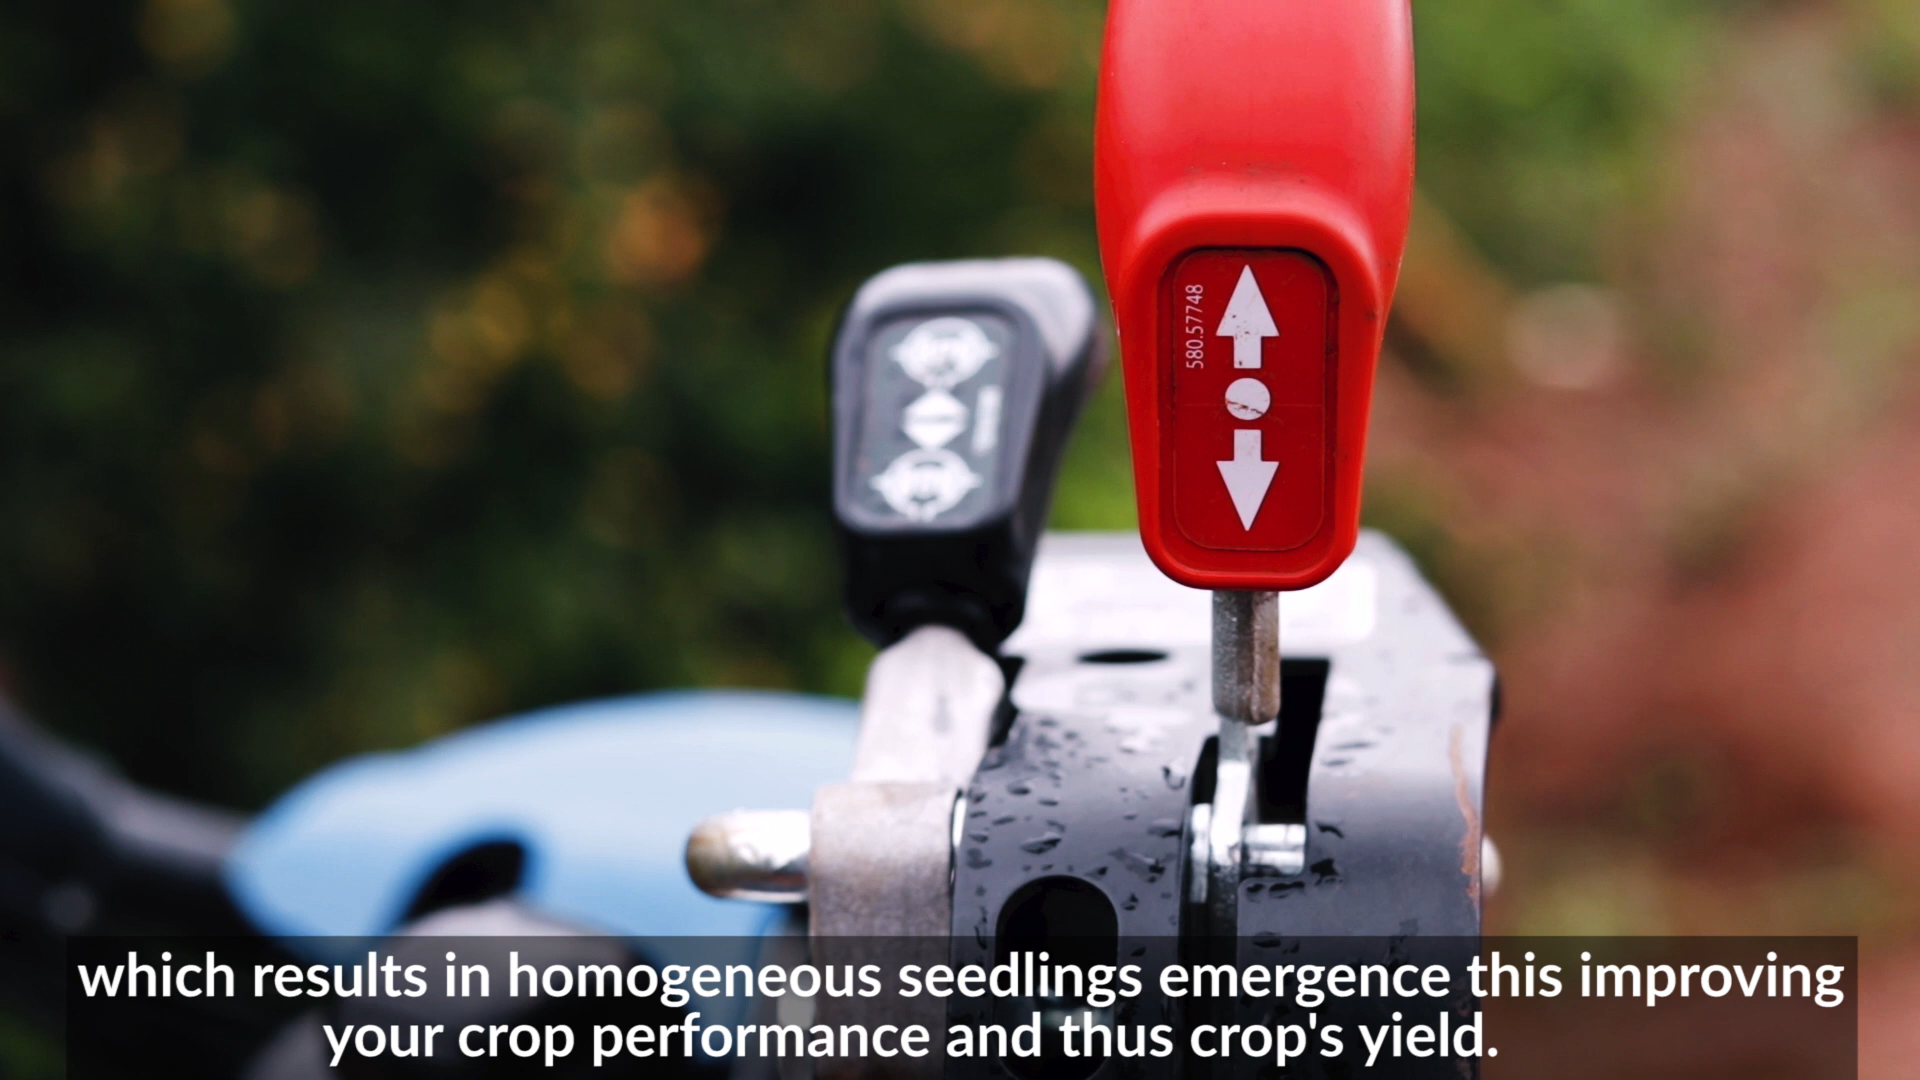 580.57748
which results in homogeneous seedlings emergence this improving
your crop performance and thus crop's yield.